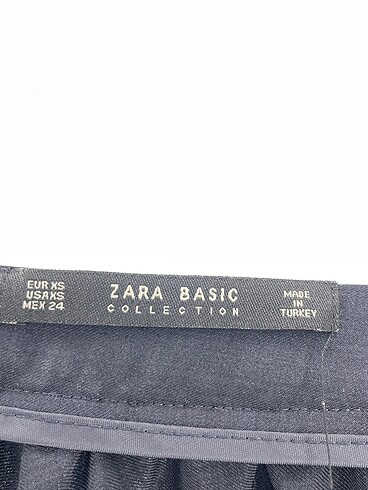 EUR XS
USA XS
MEX 24
ZARA BASIC
COLLECTION
MADE
IN
TURKEY